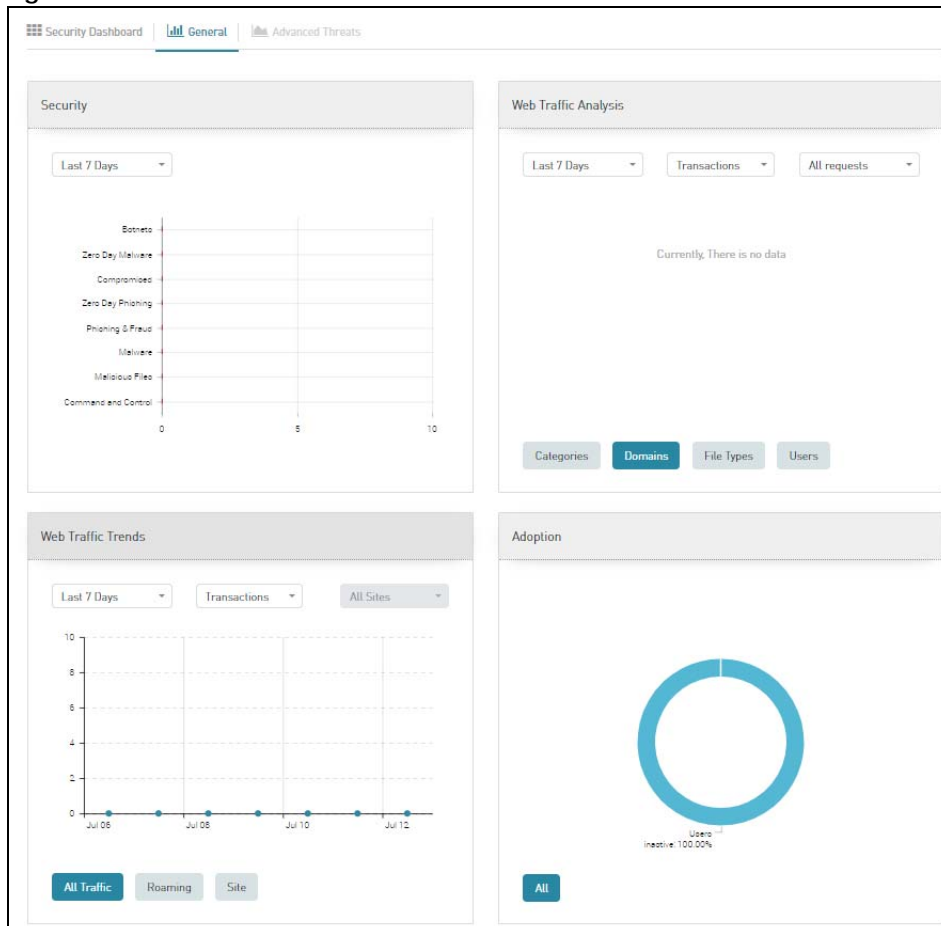 Security Dashboard General Advanced Threats
Security
Last 7 Days
Botnets
Zero Day Malware
Compromised
Zero Day Phishing
Phishing & Fraud
Malware
Malicious Files
Command and Control
0 5 10
Web Traffic Analysis
Last 7 Days Transactions All requests
Currently, There is no data
Categories Domains File Types Users
Web Traffic Trends
Last 7 Days Transactions All Sites
10
8
6
4
2
0
Jul 06 Jul 08 Jul 10 Jul 12
All Traffic Roaming Site
Adoption
Users
inactive: 100.00%
All